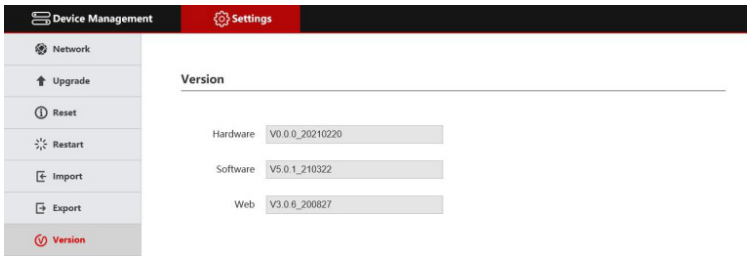 Device Management Settings
Network
Upgrade
Reset
Restart
Import
Export
Version
Version
Hardware V0.0.0_20210220
Software V5.0.1_210322
Web V3.0.6_200827